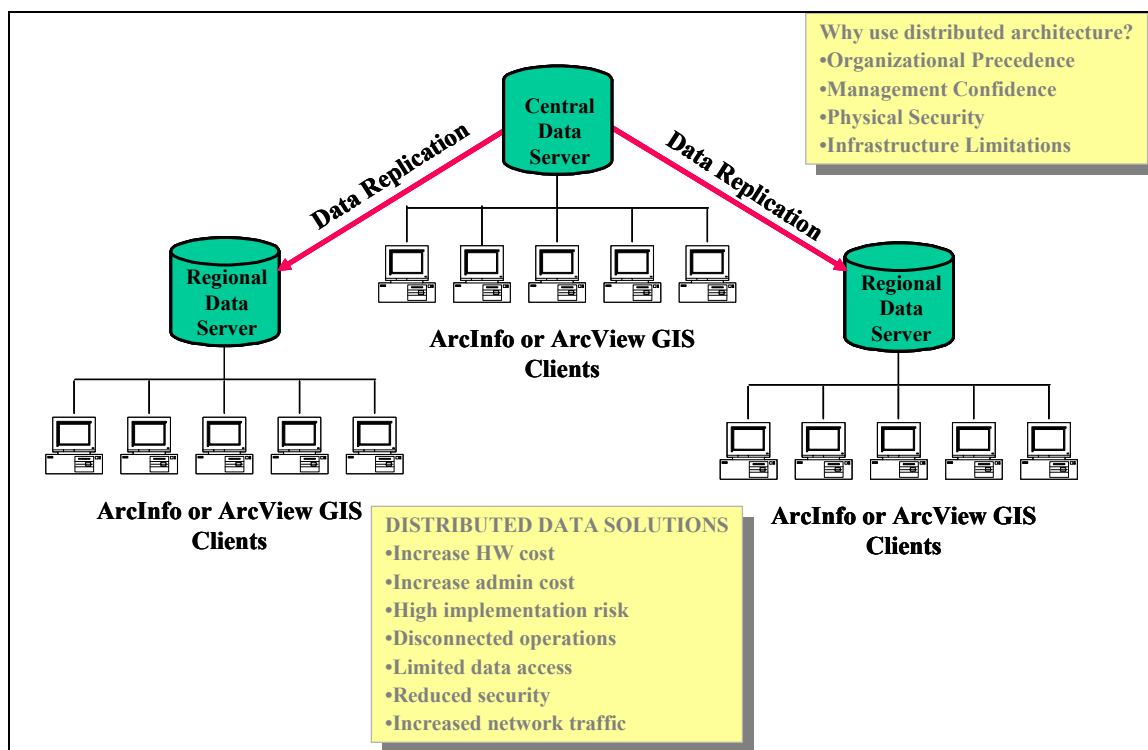 Why use distributed architecture?
•Organizational Precedence
•Management Confidence
•Physical Security
•Infrastructure Limitations
Central
Data
Server
Data Replication
Data Replication
Regional
Data
Server
Regional
Data
Server
ArcInfo or ArcView GIS
Clients
ArcInfo or ArcView GIS
Clients
ArcInfo or ArcView GIS
Clients
DISTRIBUTED DATA SOLUTIONS
•Increase HW cost
•Increase admin cost
•High implementation risk
•Disconnected operations
•Limited data access
•Reduced security
•Increased network traffic